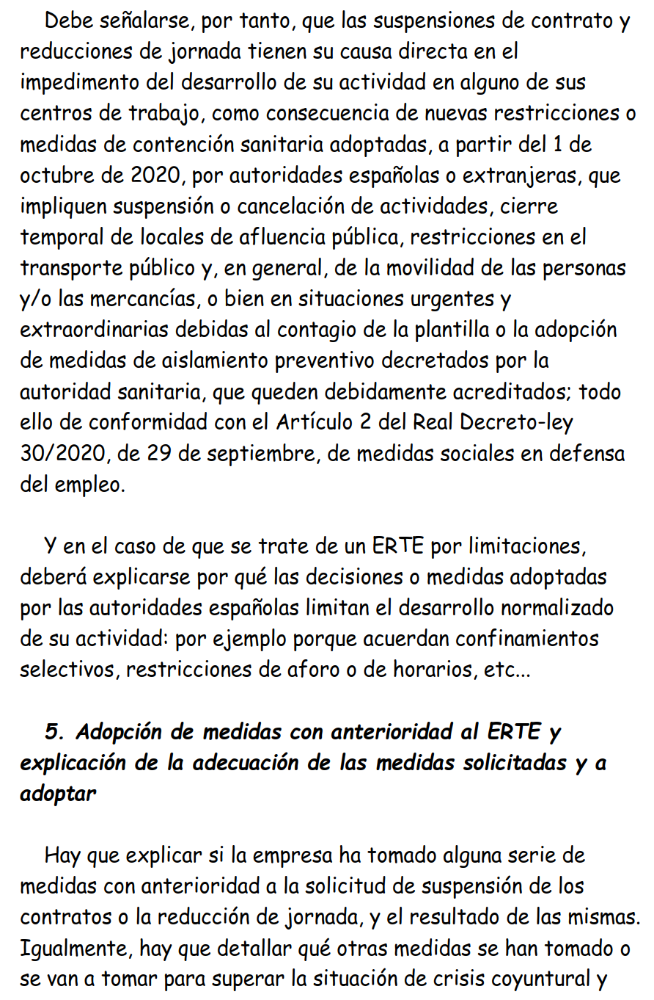 Debe señalarse, por tanto, que las suspensiones de contrato y
reducciones de jornada tienen su causa directa en el
impedimento del desarrollo de su actividad en alguno de sus
centros de trabajo, como consecuencia de nuevas restricciones o
medidas de contención sanitaria adoptadas, a partir del 1 de
octubre de 2020, por autoridades españolas o extranjeras, que
impliquen suspensión o cancelación de actividades, cierre
temporal de locales de afluencia pública, restricciones en el
transporte público y, en general, de la movilidad de las personas
y/o las mercancías, o bien en situaciones urgentes y
extraordinarias debidas al contagio de la plantilla o la adopción
de medidas de aislamiento preventivo decretados por la
autoridad sanitaria, que queden debidamente acreditados; todo
ello de conformidad con el Artículo 2 del Real Decreto-ley
30/2020, de 29 de septiembre, de medidas sociales en defensa
del empleo.
Y en el caso de que se trate de un ERTE por limitaciones,
deberá explicarse por qué las decisiones o medidas adoptadas
por las autoridades españolas limitan el desarrollo normalizado
de su actividad: por ejemplo porque acuerdan confinamientos
selectivos, restricciones de aforo o de horarios, etc...
5. Adopción de medidas con anterioridad al ERTE y
explicación de la adecuación de las medidas solicitadas y a
adoptar
Hay que explicar si la empresa ha tomado alguna serie de
medidas con anterioridad a la solicitud de suspensión de los
contratos o la reducción de jornada, y el resultado de las mismas.
Igualmente, hay que detallar qué otras medidas se han tomado o
se van a tomar para superar la situación de crisis coyuntural y